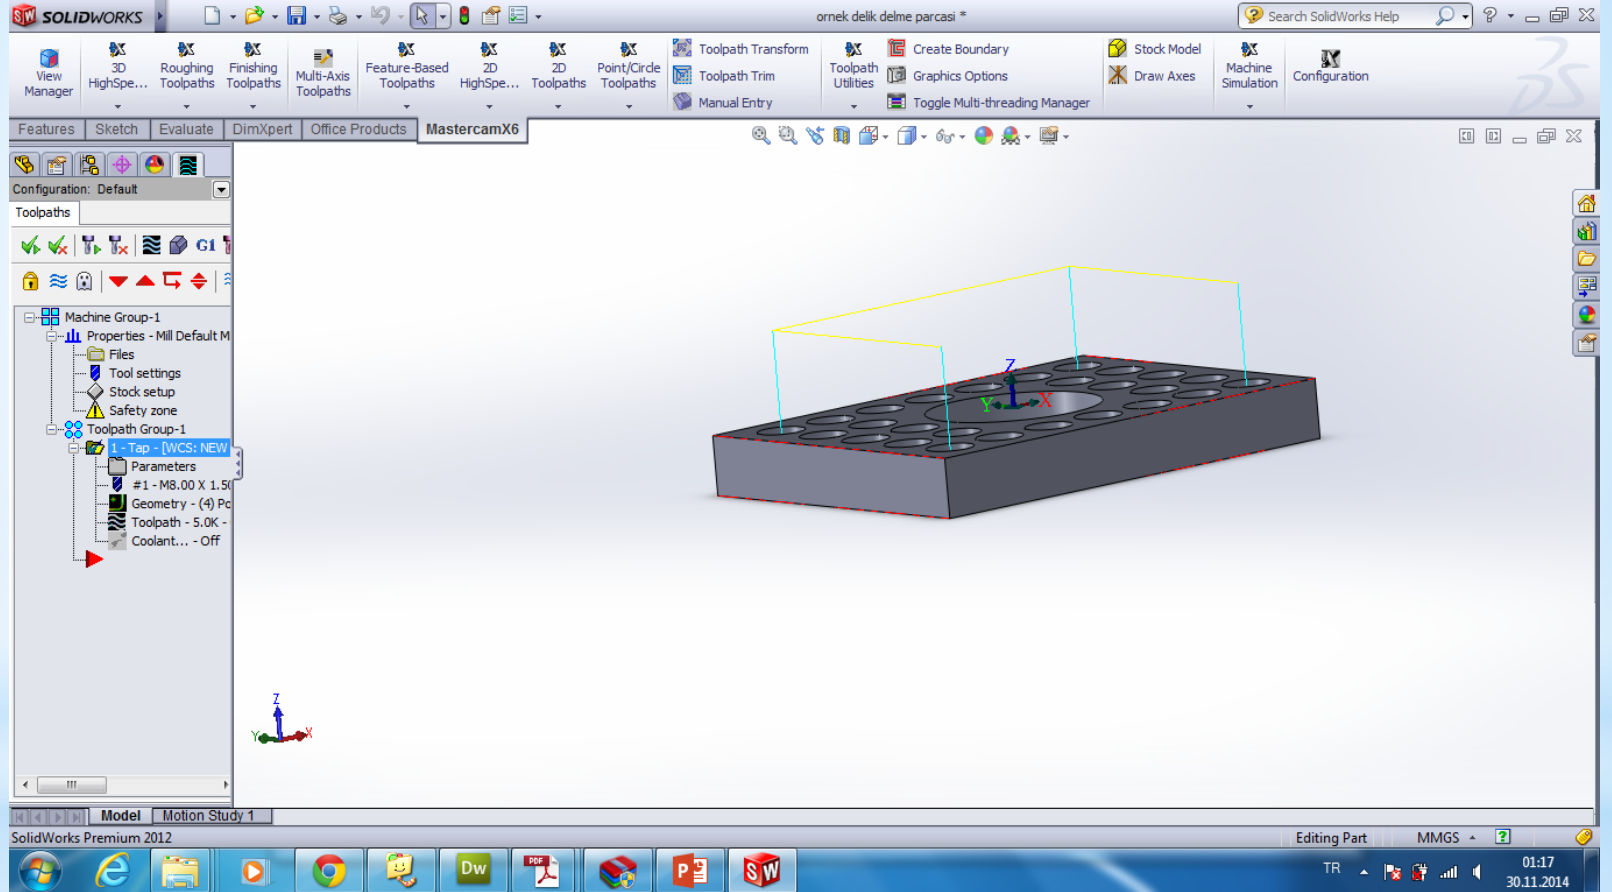 SOLIDWORKS
ornek delik delme parcasi *
Search SolidWorks Help
View Manager
3D HighSpe...
Roughing Toolpaths
Finishing Toolpaths
Multi-Axis Toolpaths
Feature-Based Toolpaths
2D HighSpe...
2D Toolpaths
Point/Circle Toolpaths
Toolpath Transform
Toolpath Trim
Manual Entry
Toolpath Utilities
Create Boundary
Graphics Options
Toggle Multi-threading Manager
Stock Model
Draw Axes
Machine Simulation
Configuration
Features
Sketch
Evaluate
DimXpert
Office Products
MastercamX6
Configuration: Default
Toolpaths
G1
Machine Group-1
Properties - Mill Default M
Files
Tool settings
Stock setup
Safety zone
Toolpath Group-1
1 - Tap - [WCS: NEW
Parameters
#1 - M8.00 X 1.50
Geometry - (4) Po
Toolpath - 5.0K -
Coolant... - Off
Z
Y
X
Z
Y
X
Model
Motion Study 1
SolidWorks Premium 2012
Editing Part
MMGS
Dw
PDF
TR
01:17
30.11.2014